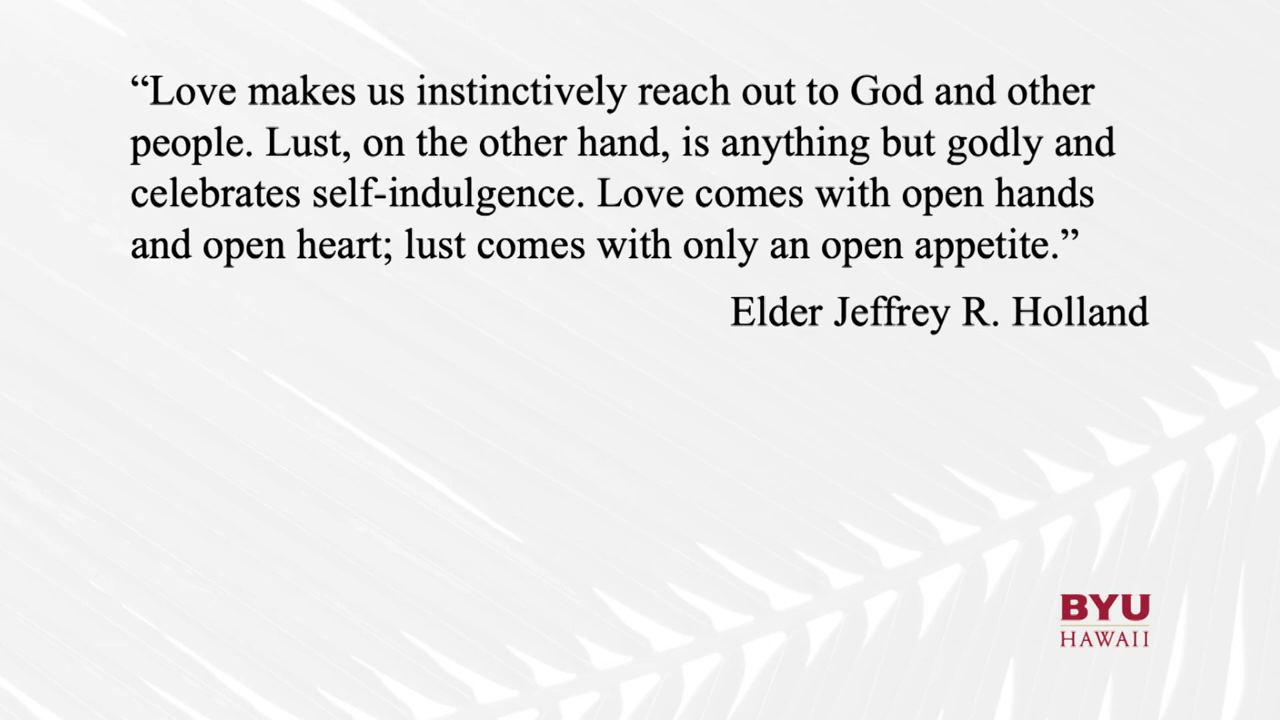 “Love makes us instinctively reach out to God and other
people. Lust, on the other hand, is anything but godly and
celebrates self-indulgence. Love comes with open hands
and open heart; lust comes with only an open appetite.”
Elder Jeffrey R. Holland
BYU
HAWAII